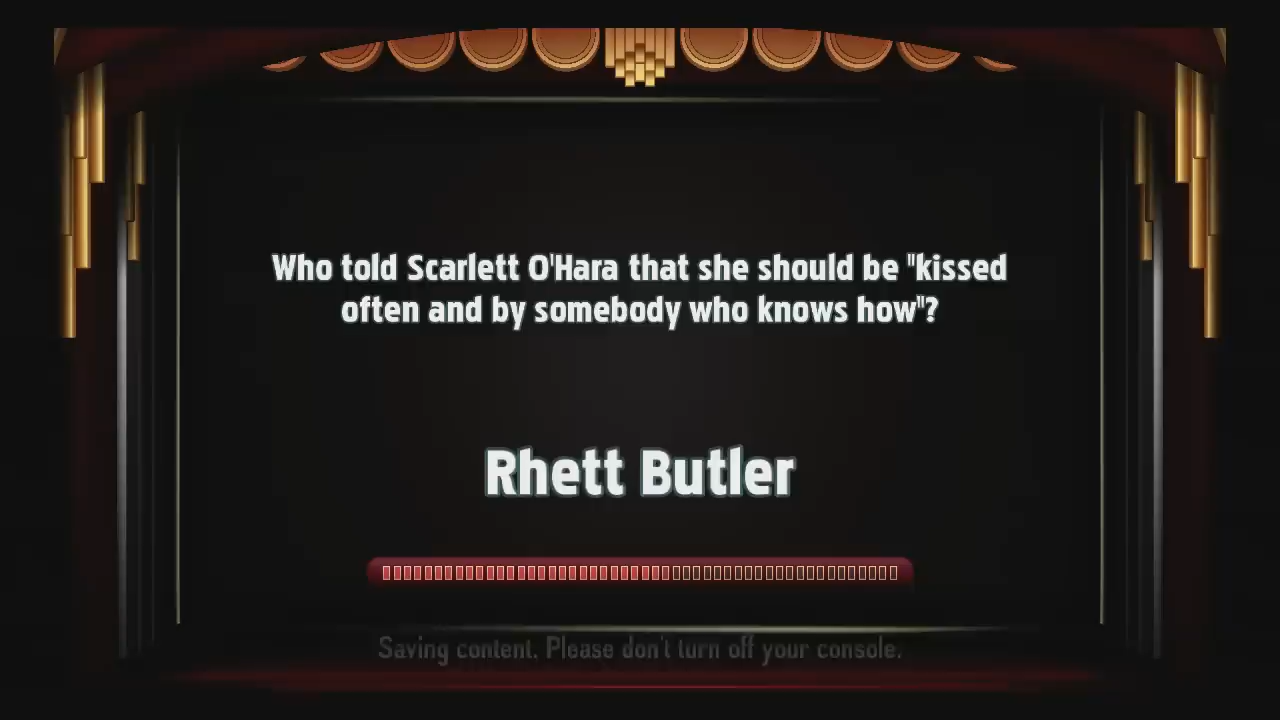 Who told Scarlett O'Hara that she should be "kissed
often and by somebody who knows how"?
Rhett Butler
Saving content. Please don't turn off your console.